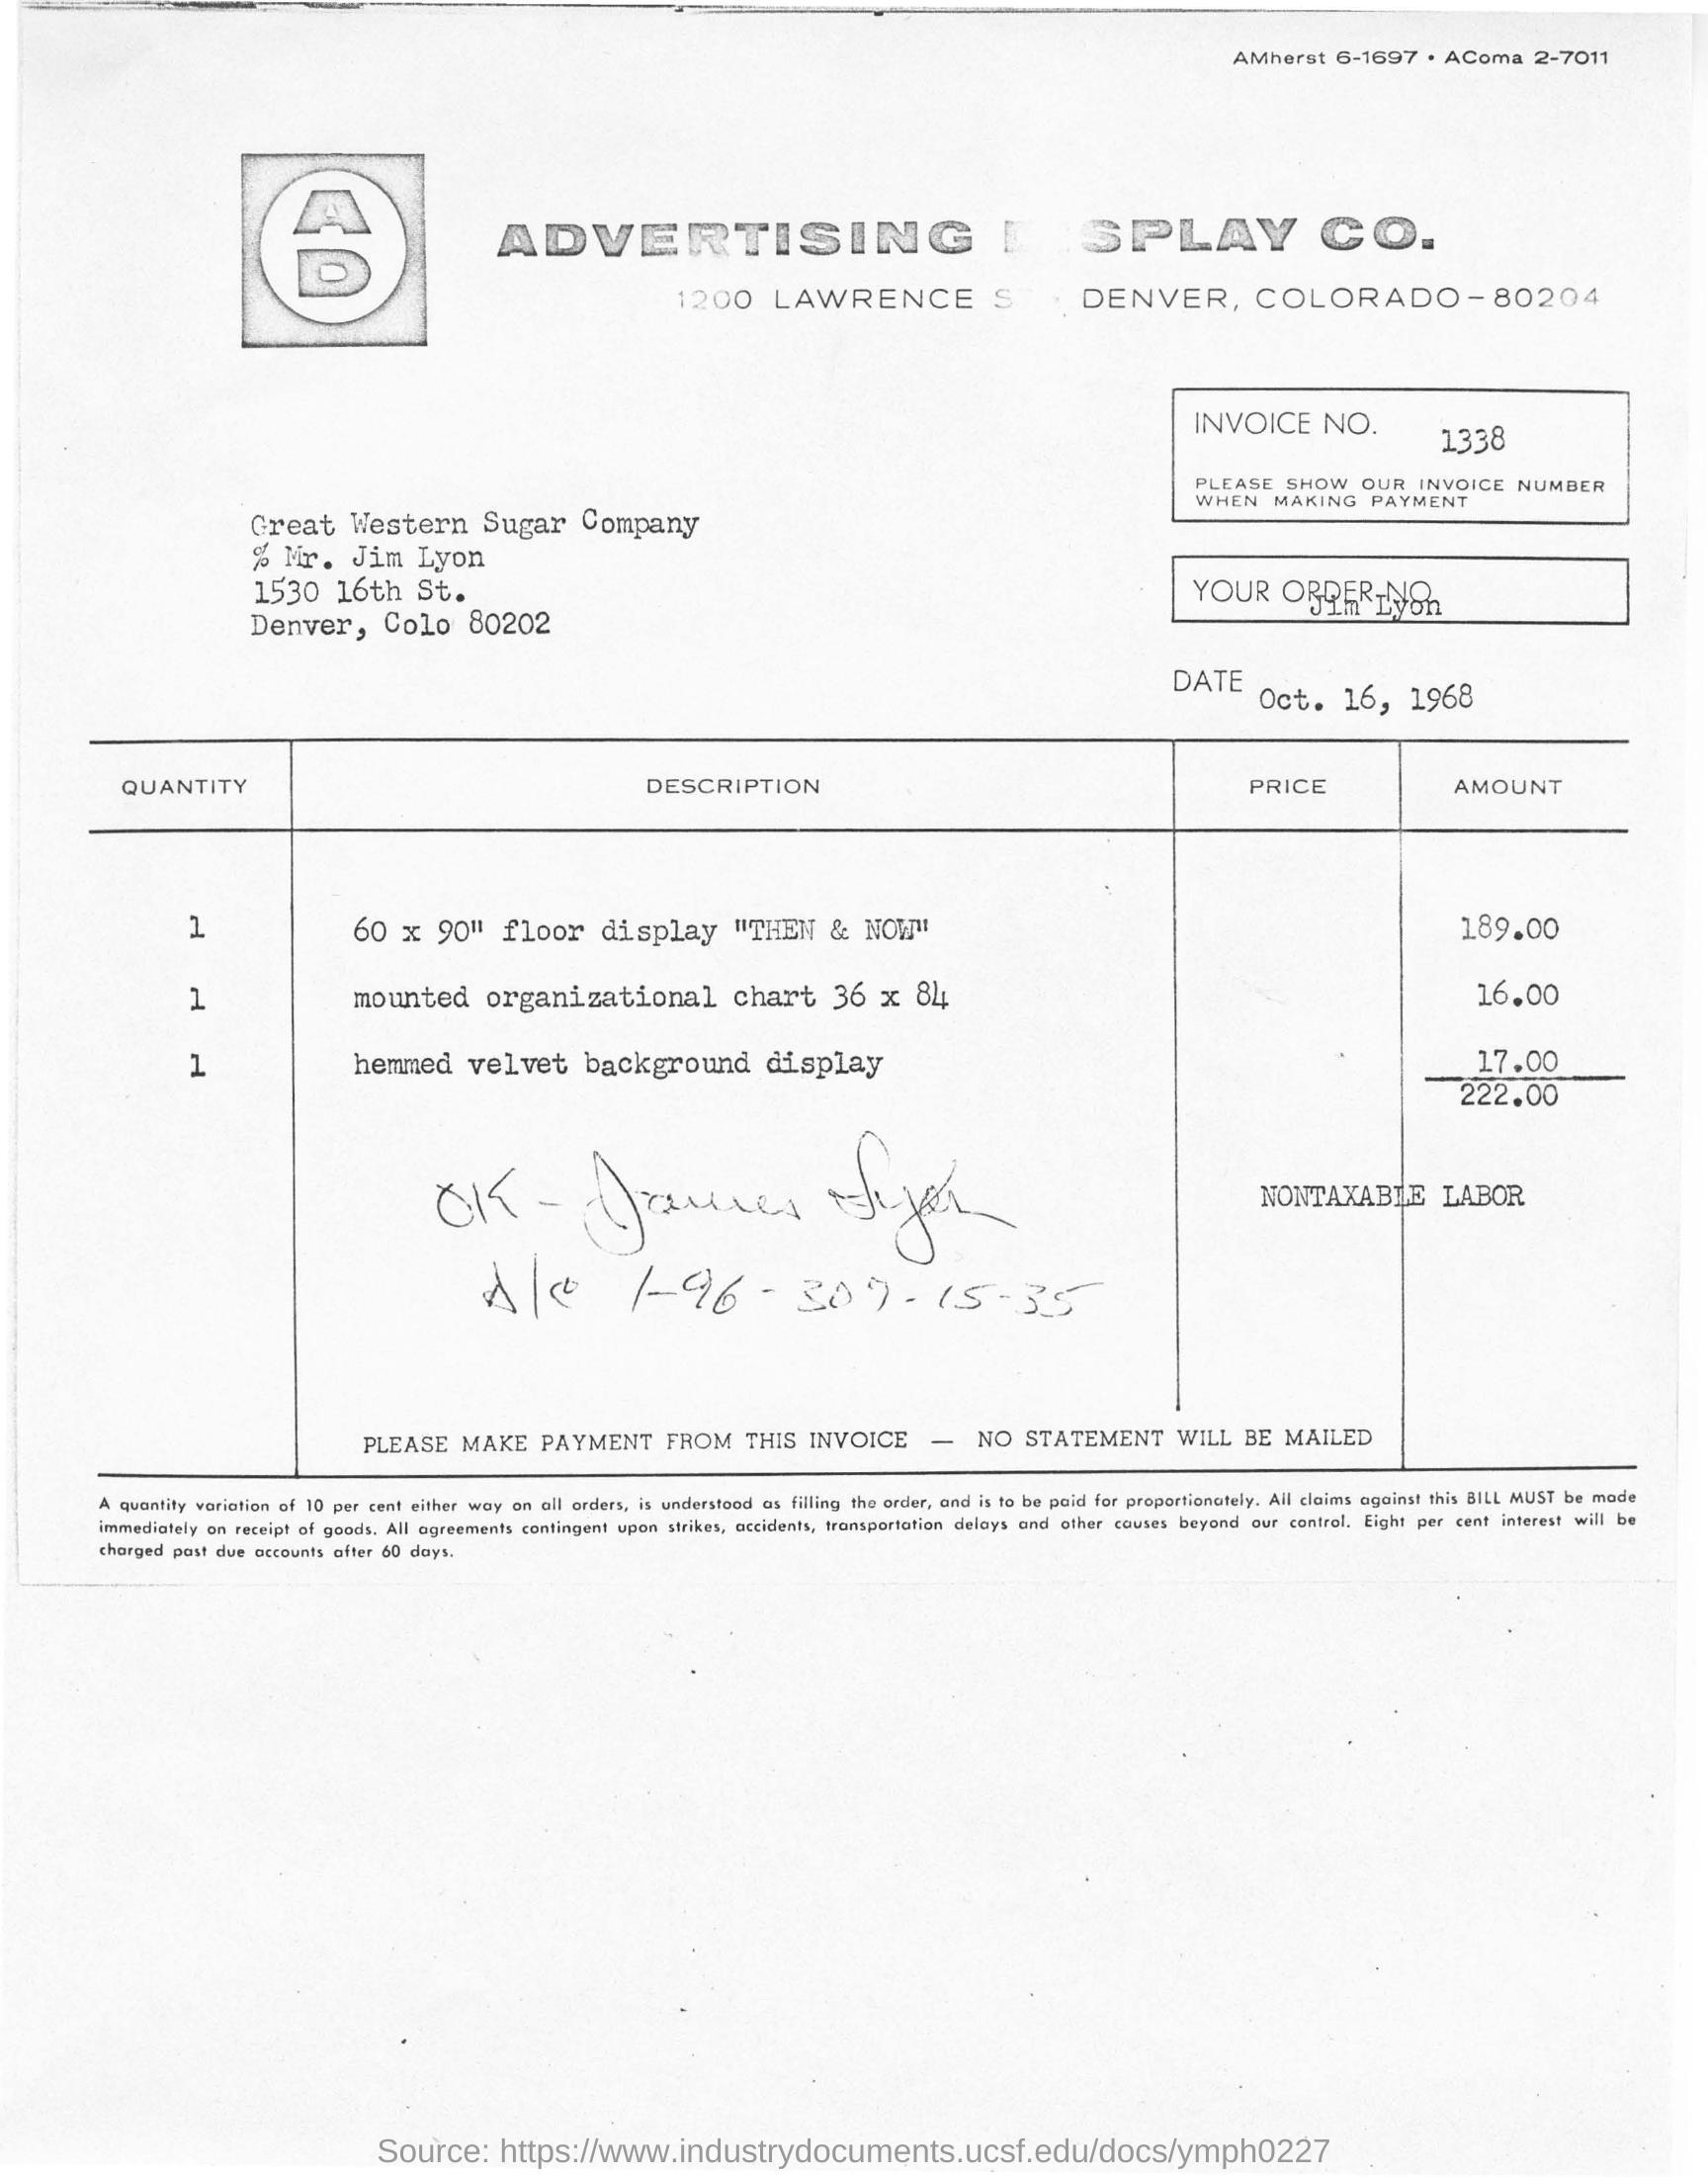 AMherst 6-1697 • AComa 2-7011
A
D
ADVERTISING SPLAY CO.
1200 LAWRENCE DENVER, COLORADO-80204
INVOICE NO. 1338
PLEASE SHOW OUR INVOICE NUMBER
WHEN MAKING PAYMENT
Great Western Sugar Company
% Mr. Jim Lyon
1530 16th St.
Denver, Colo 80202
YOUR ORDER NO. Jim Lyon
DATE Oct. 16, 1968
QUANTITY DESCRIPTION PRICE AMOUNT
1 60 x 90" floor display "THEN & NOW" 189.00
1 mounted organizational chart 36 x 84 16.00
1 hemmed velvet background display 17.00
222.00
OK - James Lyon
NONTAXABLE LABOR
A/C 1-96-307-15-35
PLEASE MAKE PAYMENT FROM THIS INVOICE — NO STATEMENT WILL BE MAILED
A quantity variation of 10 per cent either way on all orders, is understood as filling the order, and is to be paid for proportionately. All claims against this BILL MUST be made
immediately on receipt of goods. All agreements contingent upon strikes, accidents, transportation delays and other causes beyond our control. Eight per cent interest will be
charged past due accounts after 60 days.
Source: https://www.industrydocuments.ucsf.edu/docs/ymph0227